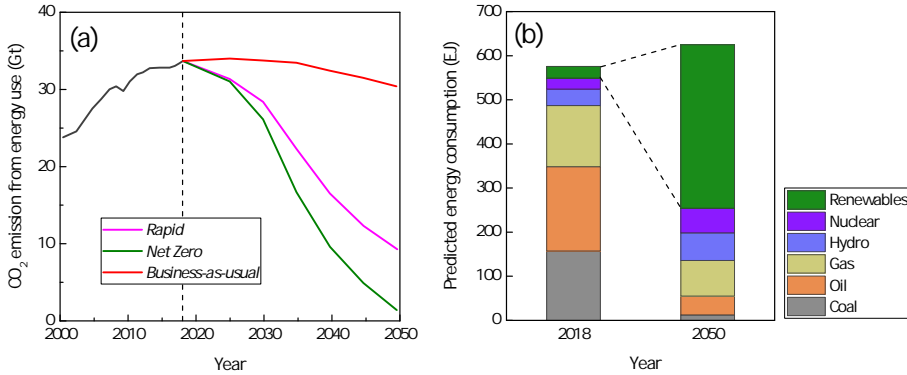 (a)
CO2 emission from energy use (Gt)
40
30
20
10
0
2000
2010
2020
2030
2040
2050
Year
Rapid
Net Zero
Business-as-usual
(b)
Predicted energy consumption (EJ)
700
600
500
400
300
200
100
0
2018
2050
Year
Renewables
Nuclear
Hydro
Gas
Oil
Coal